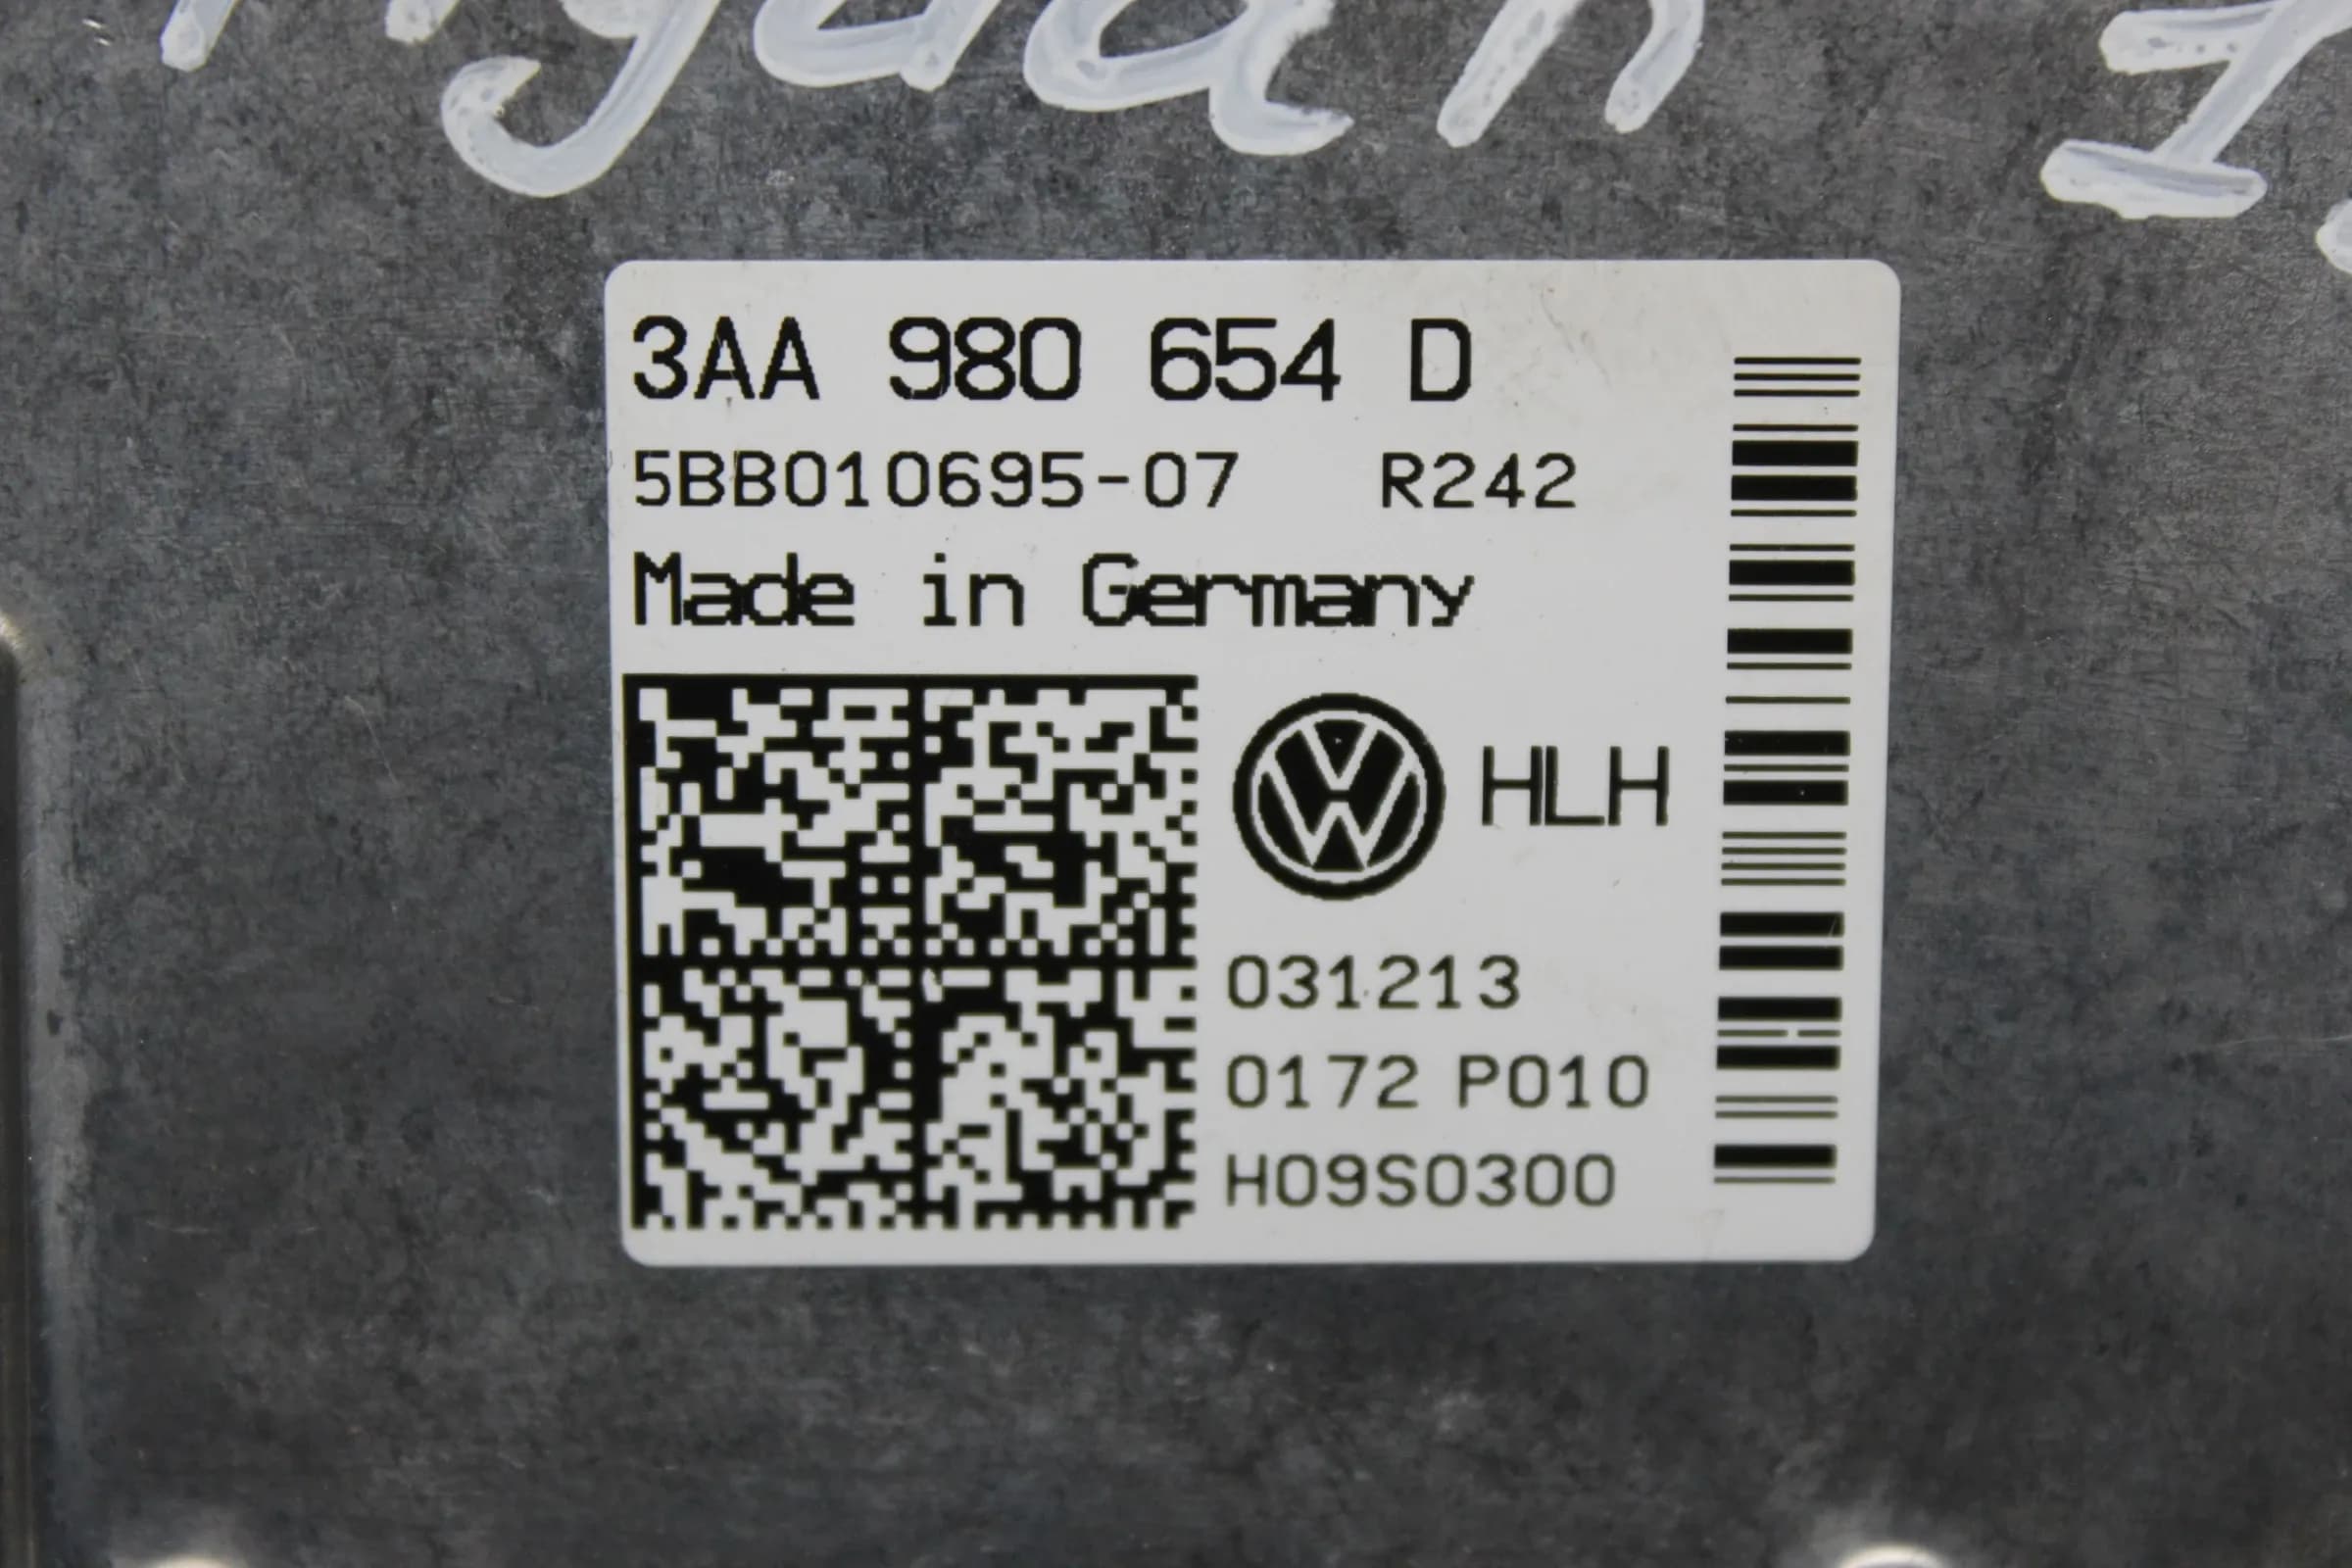 3AA 980 654 D
5BB010695-07 R242
Made in Germany
HLH
031213
0172 P010
H09S0300